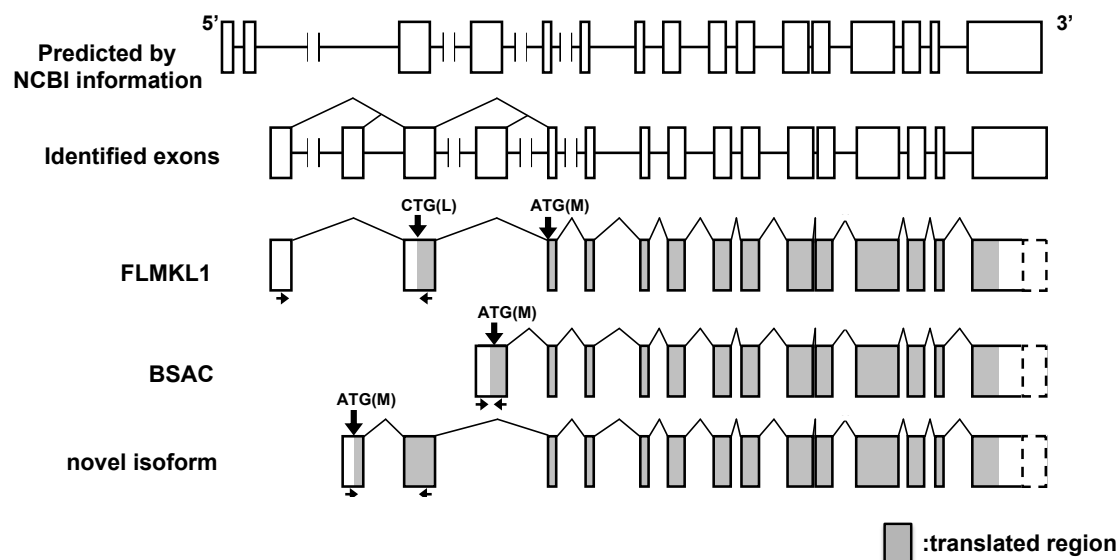 5’
3’
Predicted by
NCBI information
Identified exons
CTG(L)
ATG(M)
FLMKL1
ATG(M)
BSAC
ATG(M)
novel isoform
:translated region